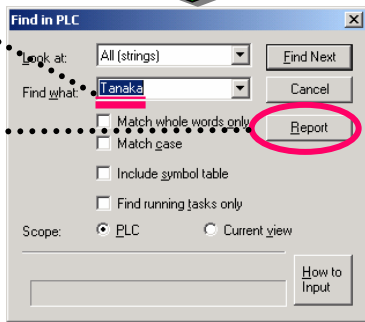 Find in PLC
Look at: All (strings) Find Next
Find what: Tanaka Cancel
Match whole words only Report
Match case
Include symbol table
Find running tasks only
Scope: PLC Current view
How to
Input